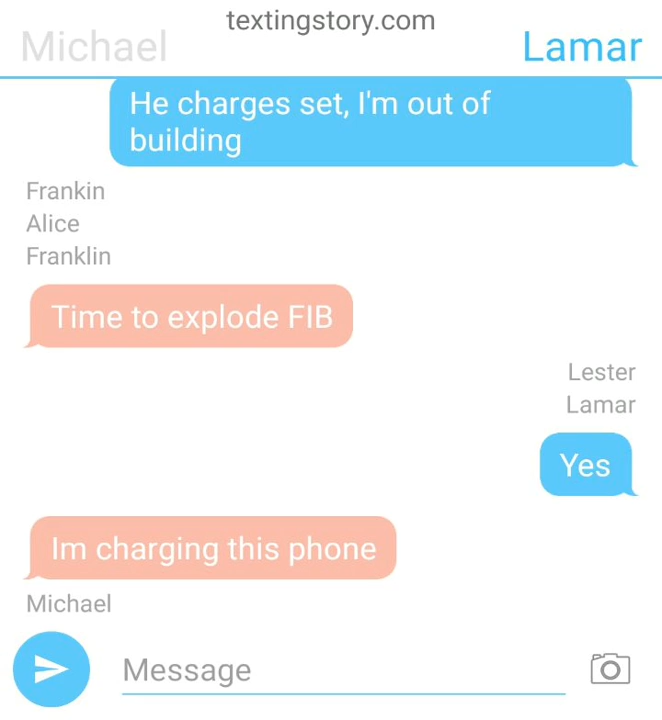 textingstory.com
Michael
Lamar
He charges set, I'm out of
building
Frankin
Alice
Franklin
Time to explode FIB
Lester
Lamar
Yes
Im charging this phone
Michael
Message